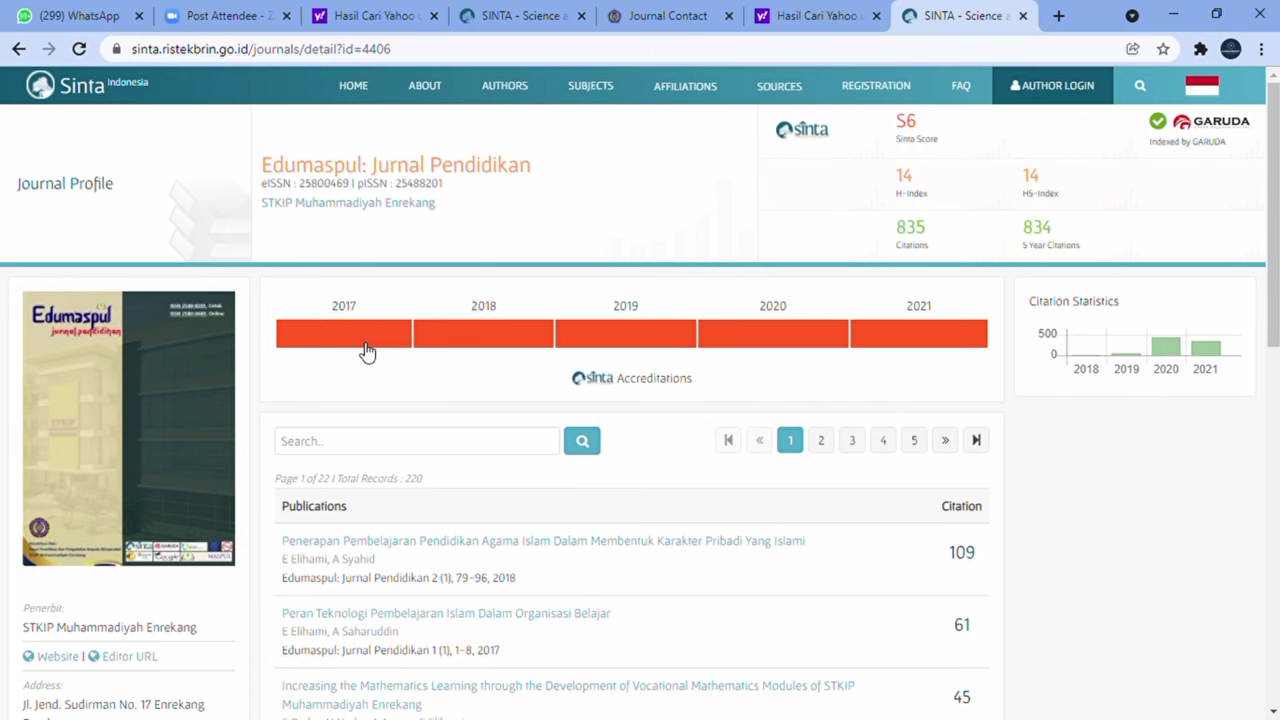 (299) WhatsApp
Post Attendee - Z
Hasil Cari Yahoo
SINTA - Science a
Journal Contact
Hasil Cari Yahoo
SINTA - Science a
sinta.ristekbrin.go.id/journals/detail?id=4406
Sinta Indonesia
HOME
ABOUT
AUTHORS
SUBJECTS
AFFILIATIONS
SOURCES
REGISTRATION
FAQ
AUTHOR LOGIN
Journal Profile
Edumaspul: Jurnal Pendidikan
eISSN : 25800469 | pISSN : 25488201
STKIP Muhammadiyah Enrekang
sinta
S6
Sinta Score
GARUDA
Indexed by GARUDA
14
H-Index
14
H5-Index
835
Citations
834
5 Year Citations
Edumaspul
jurnal pendidikan
Penerbit:
STKIP Muhammadiyah Enrekang
Website | Editor URL
Address:
Jl. Jend. Sudirman No. 17 Enrekang
2017 2018 2019 2020 2021
sinta Accreditations
Search..
1 2 3 4 5
Page 1 of 22 | Total Records : 220
Publications Citation
Penerapan Pembelajaran Pendidikan Agama Islam Dalam Membentuk Karakter Pribadi Yang Islami
E Elihami, A Syahid
Edumaspul: Jurnal Pendidikan 2 (1), 79-96, 2018
109
Peran Teknologi Pembelajaran Islam Dalam Organisasi Belajar
E Elihami, A Saharuddin
Edumaspul: Jurnal Pendidikan 1 (1), 1-8, 2017
61
Increasing the Mathematics Learning through the Development of Vocational Mathematics Modules of STKIP
Muhammadiyah Enrekang
45
Citation Statistics
500
0
2018 2019 2020 2021